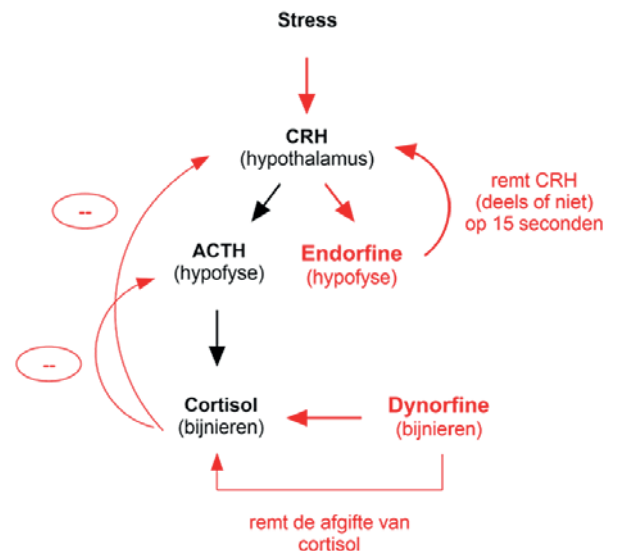 Stress
CRH
(hypothalamus)
remt CRH
(deels of niet)
op 15 seconden
--
ACTH
(hypofyse)
Endorfine
(hypofyse)
--
Cortisol
(bijnieren)
Dynorfine
(bijnieren)
remt de afgifte van
cortisol